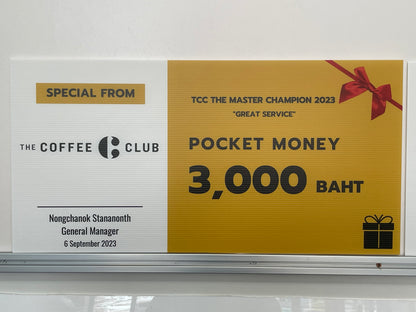 SPECIAL FROM
THE COFFEE CLUB
Nongchanok Stananonth
General Manager
6 September 2023
TCC THE MASTER CHAMPION 2023
"GREAT SERVICE"
POCKET MONEY
3,000 BAHT